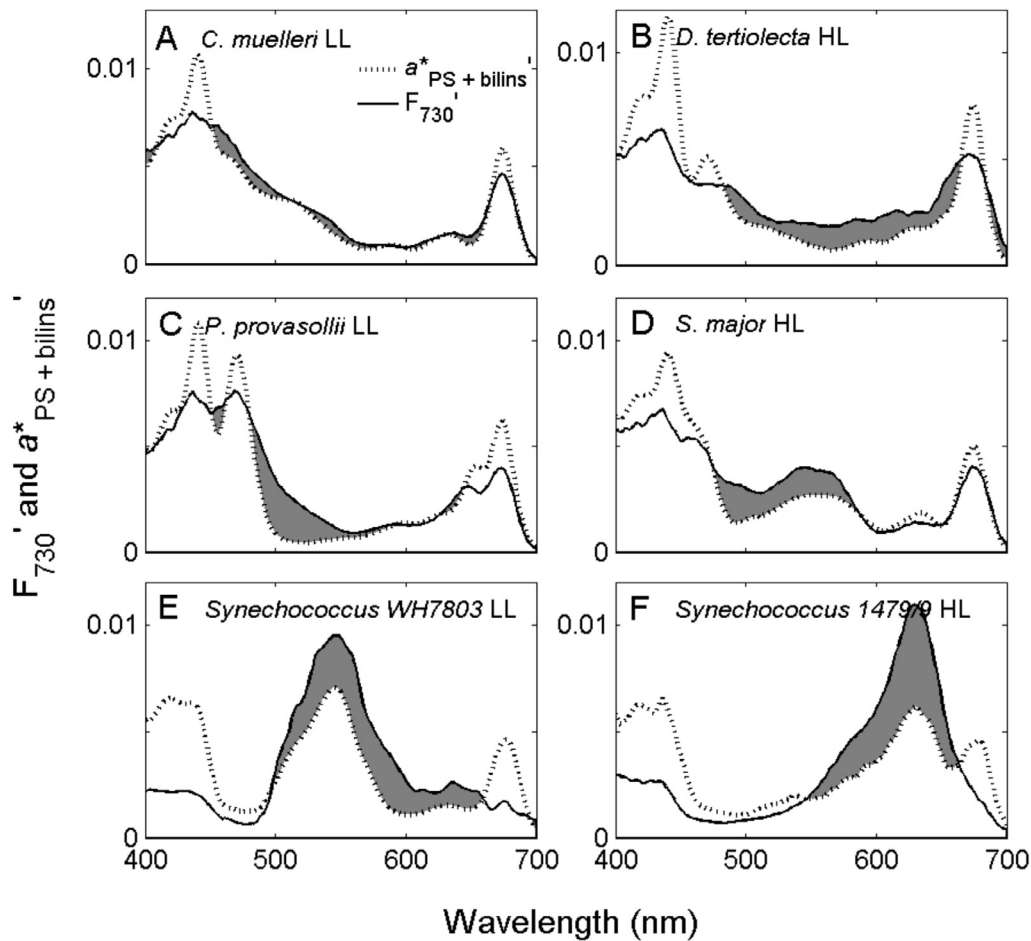 A C. muelleri LL
a*PS + bilins'
F730'
0.01
0
B D. tertiolecta HL
0.01
0
C P. provasollii LL
0.01
0
D S. major HL
0.01
0
E Synechococcus WH7803 LL
0.01
0
400 500 600 700
F Synechococcus 1479/9 HL
0.01
0
400 500 600 700
F730' and a*PS + bilins'
Wavelength (nm)